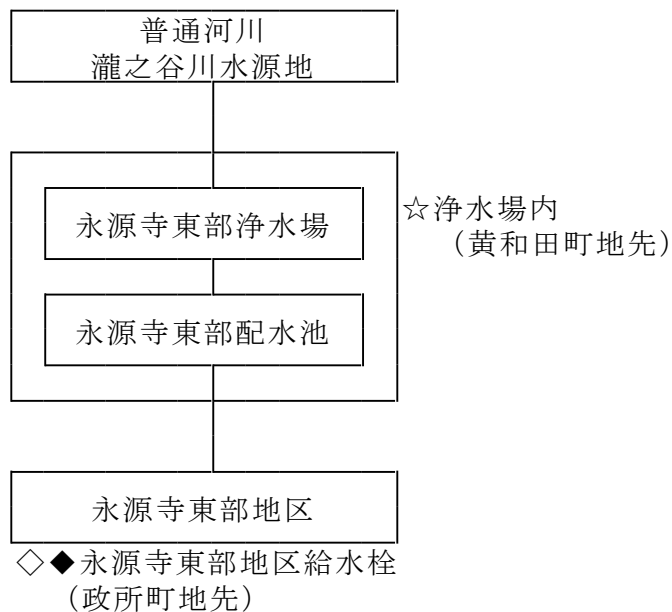 普通河川
瀧之谷川水源地
永源寺東部浄水場
☆浄水場内
（黄和田町地先）
永源寺東部配水池
永源寺東部地区
◇◆永源寺東部地区給水栓
（政所町地先）